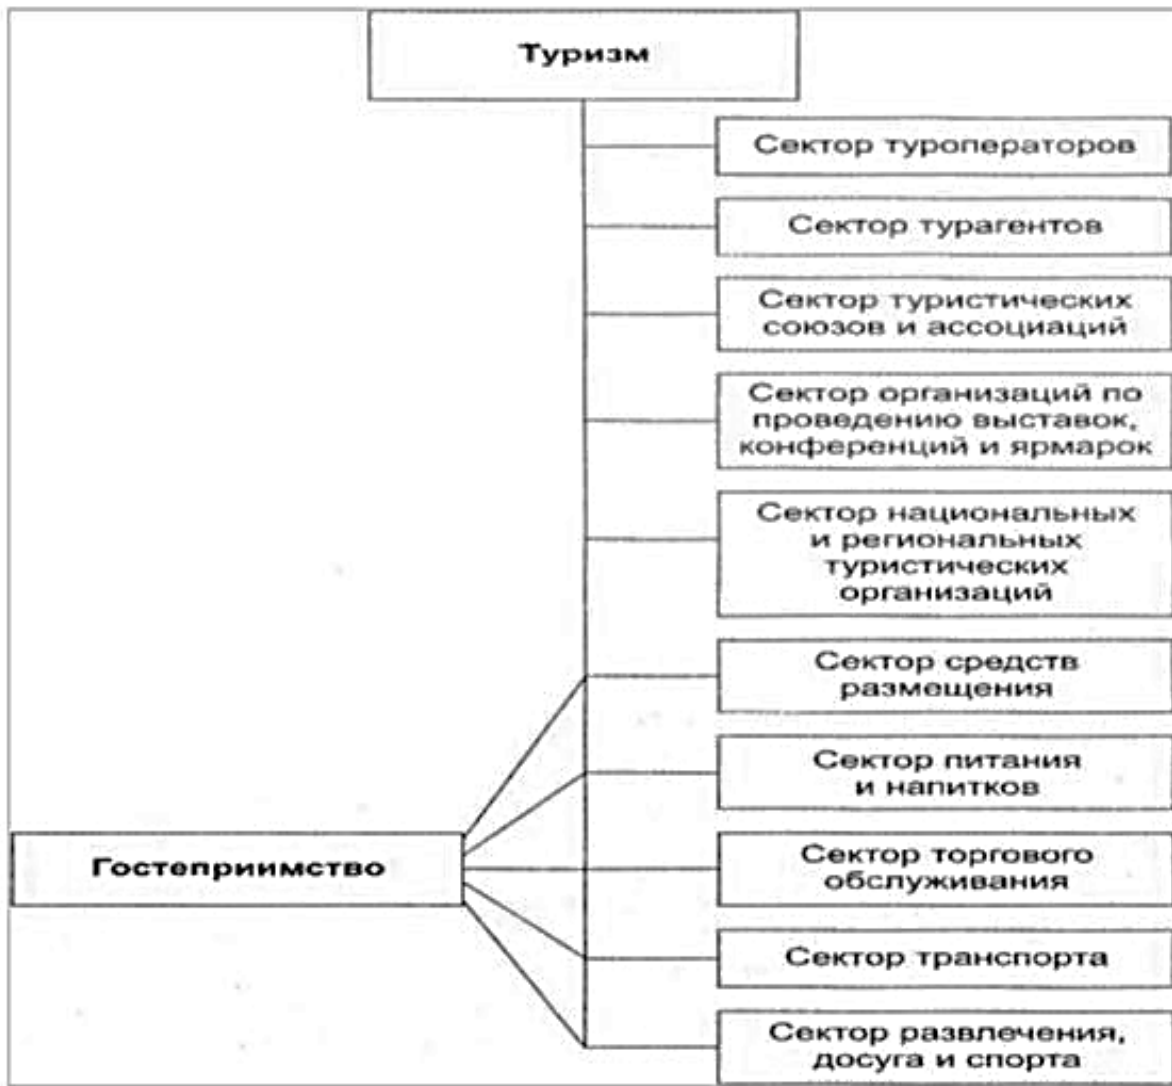 Туризм
Сектор туроператоров
Сектор турагентов
Сектор туристических
союзов и ассоциаций
Сектор организаций по
проведению выставок,
конференций и ярмарок
Сектор национальных
и региональных
туристических
организаций
Сектор средств
размещения
Сектор питания
и напитков
Гостеприимство
Сектор торгового
обслуживания
Сектор транспорта
Сектор развлечения,
досуга и спорта